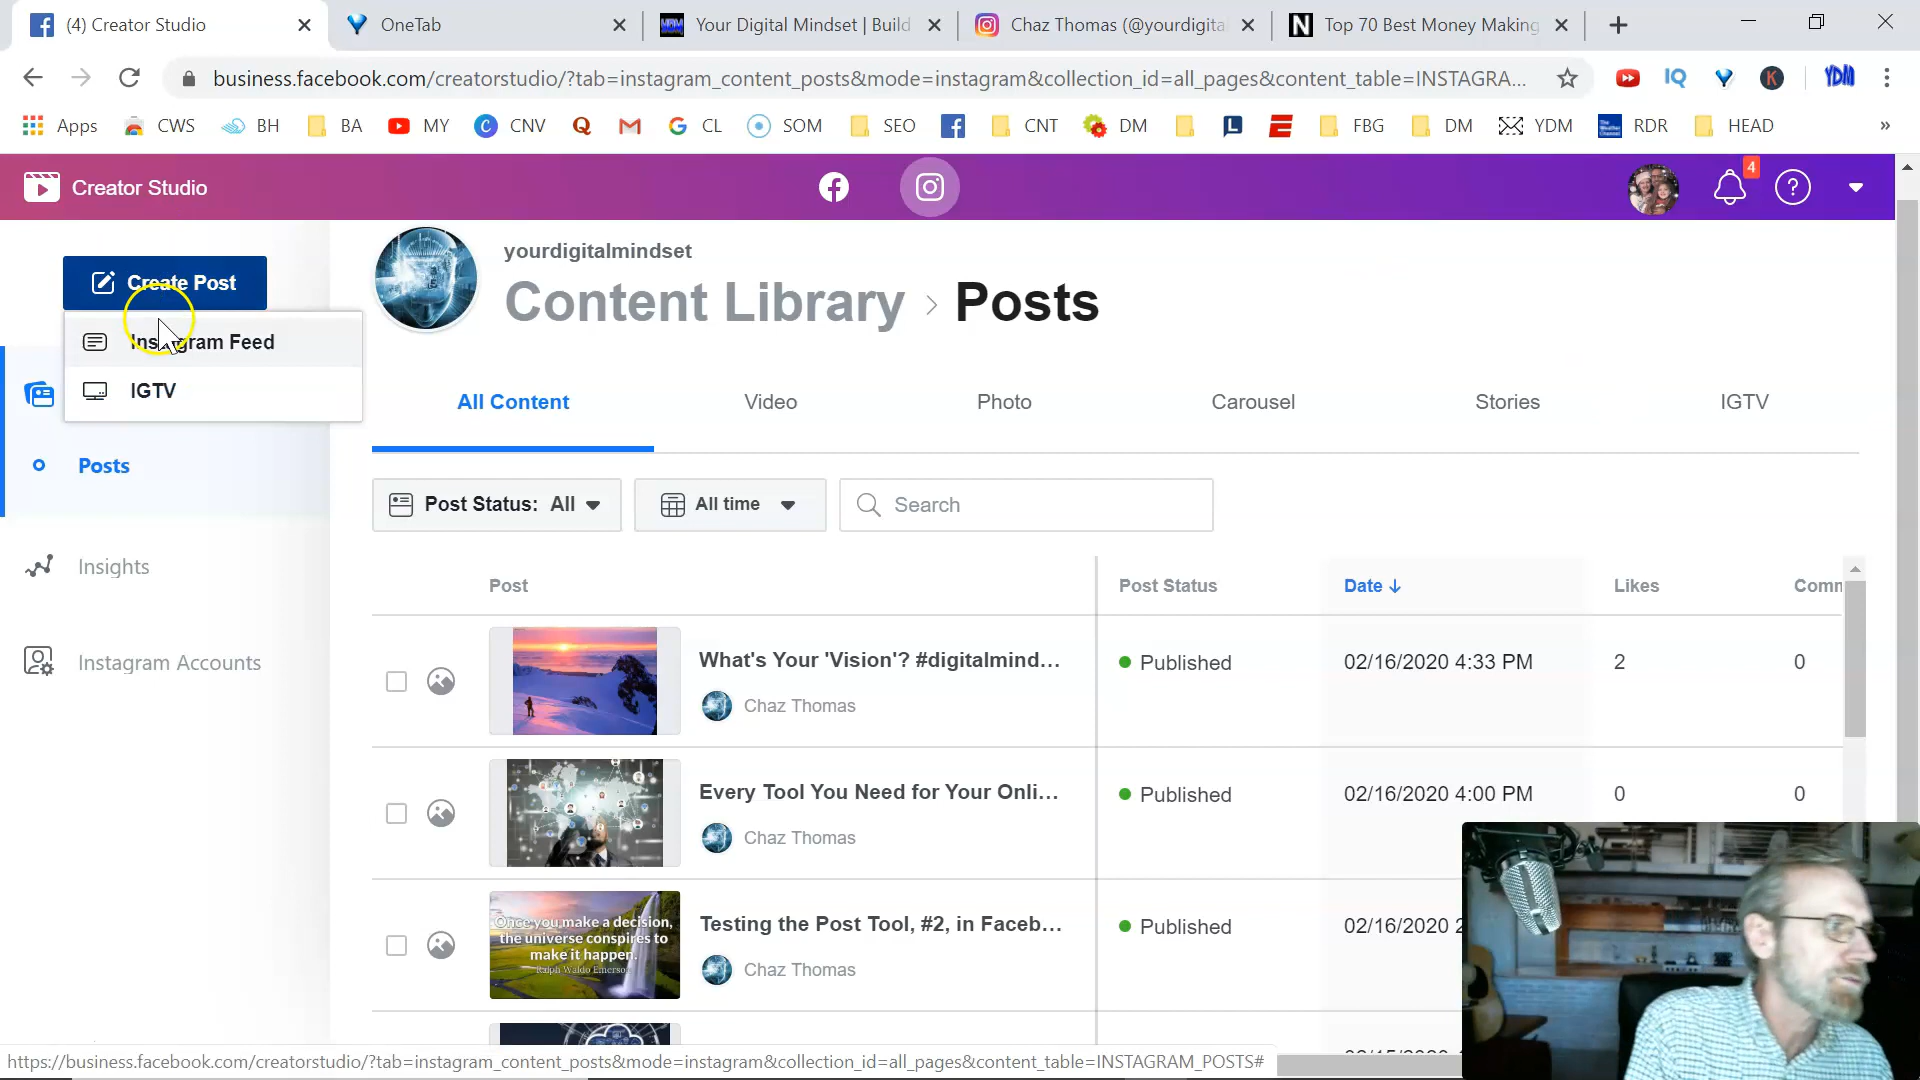 (4) Creator Studio
OneTab
Your Digital Mindset | Build
Chaz Thomas (@yourdigita
Top 70 Best Money Making
business.facebook.com/creatorstudio/?tab=instagram_content_posts&mode=instagram&collection_id=all_pages&content_table=INSTAGRA...
IQ
K
YDM
Apps
CWS
BH
BA
MY
CNV
CL
SOM
SEO
CNT
DM
FBG
DM
YDM
RDR
HEAD
»
Creator Studio
4
Create Post
Instagram Feed
IGTV
Posts
Insights
Instagram Accounts
yourdigitalmindset
Content Library > Posts
All Content
Video
Photo
Carousel
Stories
IGTV
Post Status: All
All time
Search
Post
Post Status
Date ↓
Likes
Comm
What's Your 'Vision'? #digitalmind...
Chaz Thomas
Published
02/16/2020 4:33 PM
2
0
Every Tool You Need for Your Onli...
Chaz Thomas
Published
02/16/2020 4:00 PM
0
0
Once you make a decision,
the universe conspires to
make it happen.
Ralph Waldo Emerson
Testing the Post Tool, #2, in Faceb...
Chaz Thomas
Published
02/16/2020 2
https://business.facebook.com/creatorstudio/?tab=instagram_content_posts&mode=instagram&collection_id=all_pages&content_table=INSTAGRAM_POSTS#